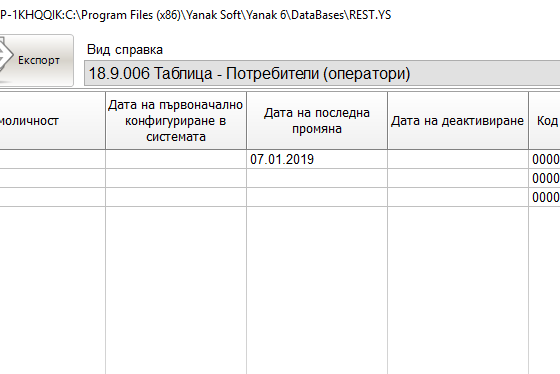 P-1KHQQIK:C:\Program Files (x86)\Yanak Soft\Yanak 6\DataBases\REST.YS
Експорт
Вид справка
18.9.006 Таблица - Потребители (оператори)
моличност
Дата на първоначално
конфигуриране в
системата
Дата на последна
промяна
Дата на деактивиране
Код
07.01.2019
0000
0000
0000